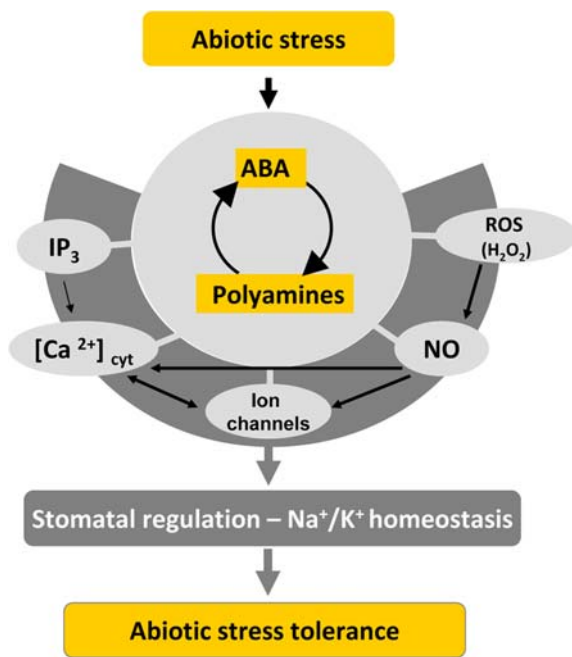 Abiotic stress
ABA
Polyamines
IP₃
ROS
(H₂O₂)
[Ca ²⁺] cyt
NO
Ion
channels
Stomatal regulation – Na⁺/K⁺ homeostasis
Abiotic stress tolerance